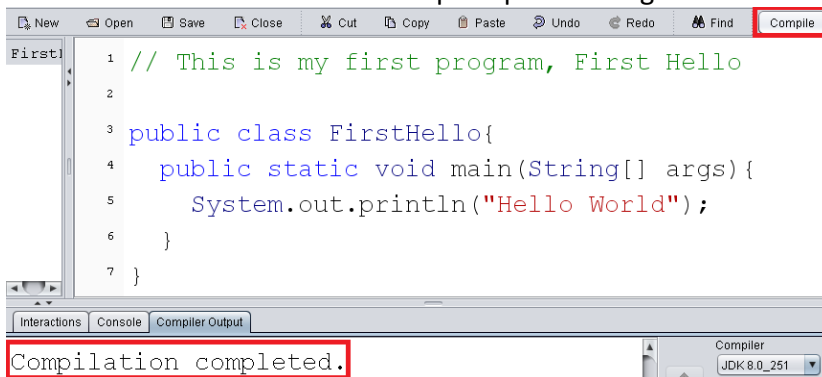 New Open Save Close Cut Copy Paste Undo Redo Find Compile
1 // This is my first program, First Hello
2
3 public class FirstHello{
4 public static void main(String[] args){
5 System.out.println("Hello World");
6 }
7 }
Interactions Console Compiler Output
Compilation completed.
Compiler
JDK 8.0_251